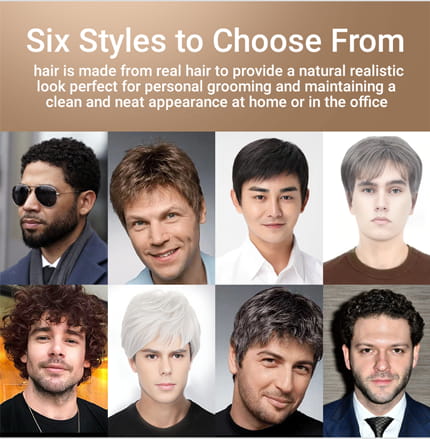 Six Styles to Choose From
hair is made from real hair to provide a natural realistic
look perfect for personal grooming and maintaining a
clean and neat appearance at home or in the office